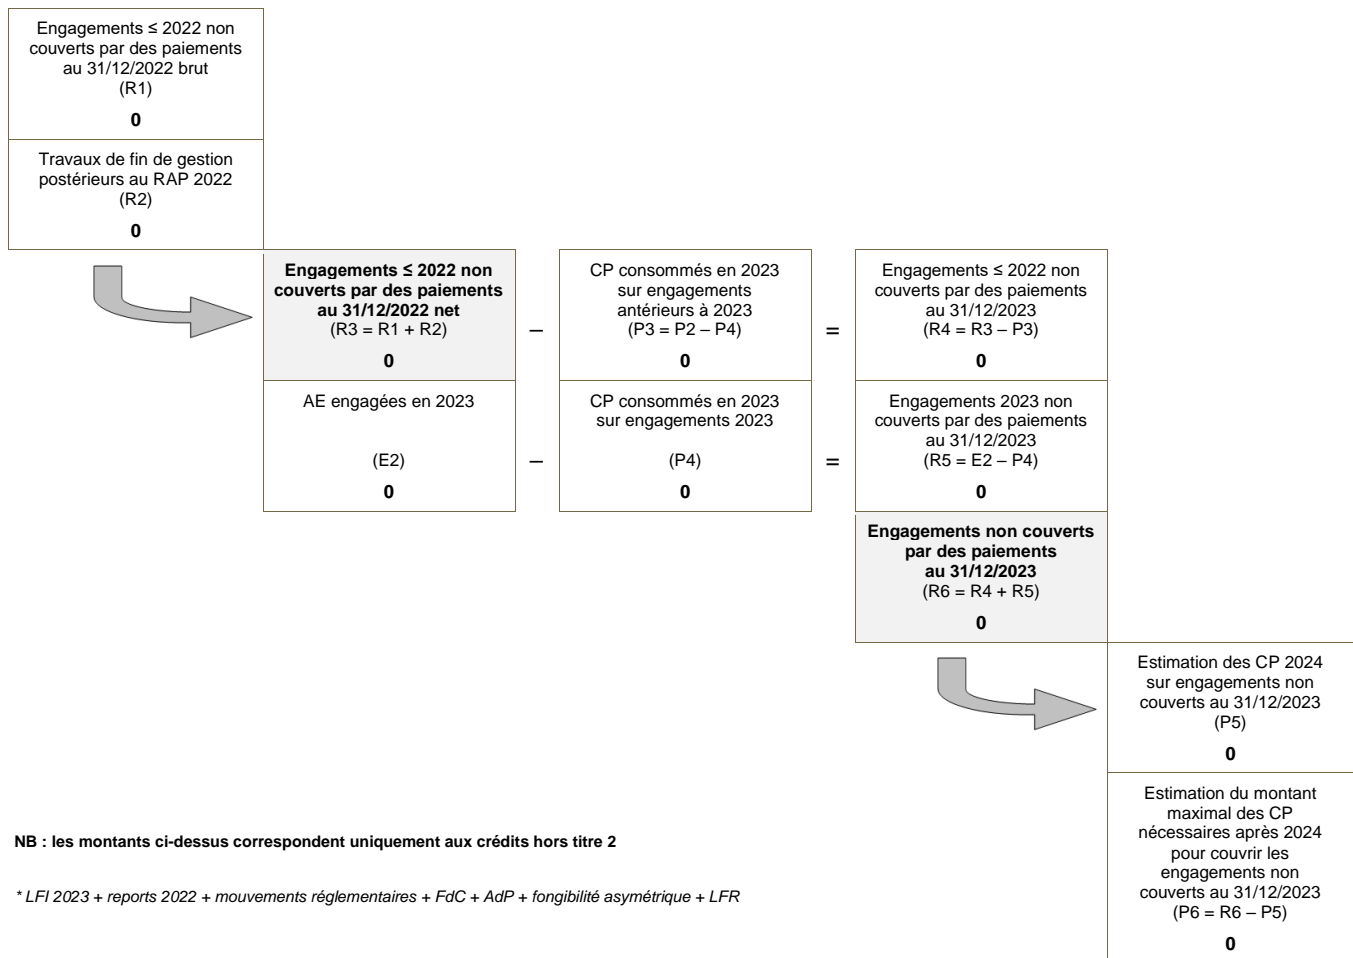 Engagements ≤ 2022 non
couverts par des paiements
au 31/12/2022 brut
(R1)
0
Travaux de fin de gestion
postérieurs au RAP 2022
(R2)
0
Engagements ≤ 2022 non
couverts par des paiements
au 31/12/2022 net
(R3 = R1 + R2)
0
–
CP consommés en 2023
sur engagements
antérieurs à 2023
(P3 = P2 – P4)
0
=
Engagements ≤ 2022 non
couverts par des paiements
au 31/12/2023
(R4 = R3 – P3)
0
AE engagées en 2023
(E2)
0
–
CP consommés en 2023
sur engagements 2023
(P4)
0
=
Engagements 2023 non
couverts par des paiements
au 31/12/2023
(R5 = E2 – P4)
0
Engagements non couverts
par des paiements
au 31/12/2023
(R6 = R4 + R5)
0
Estimation des CP 2024
sur engagements non
couverts au 31/12/2023
(P5)
0
Estimation du montant
maximal des CP
nécessaires après 2024
pour couvrir les
engagements non
couverts au 31/12/2023
(P6 = R6 – P5)
0
NB : les montants ci-dessus correspondent uniquement aux crédits hors titre 2
* LFI 2023 + reports 2022 + mouvements réglementaires + FdC + AdP + fongibilité asymétrique + LFR